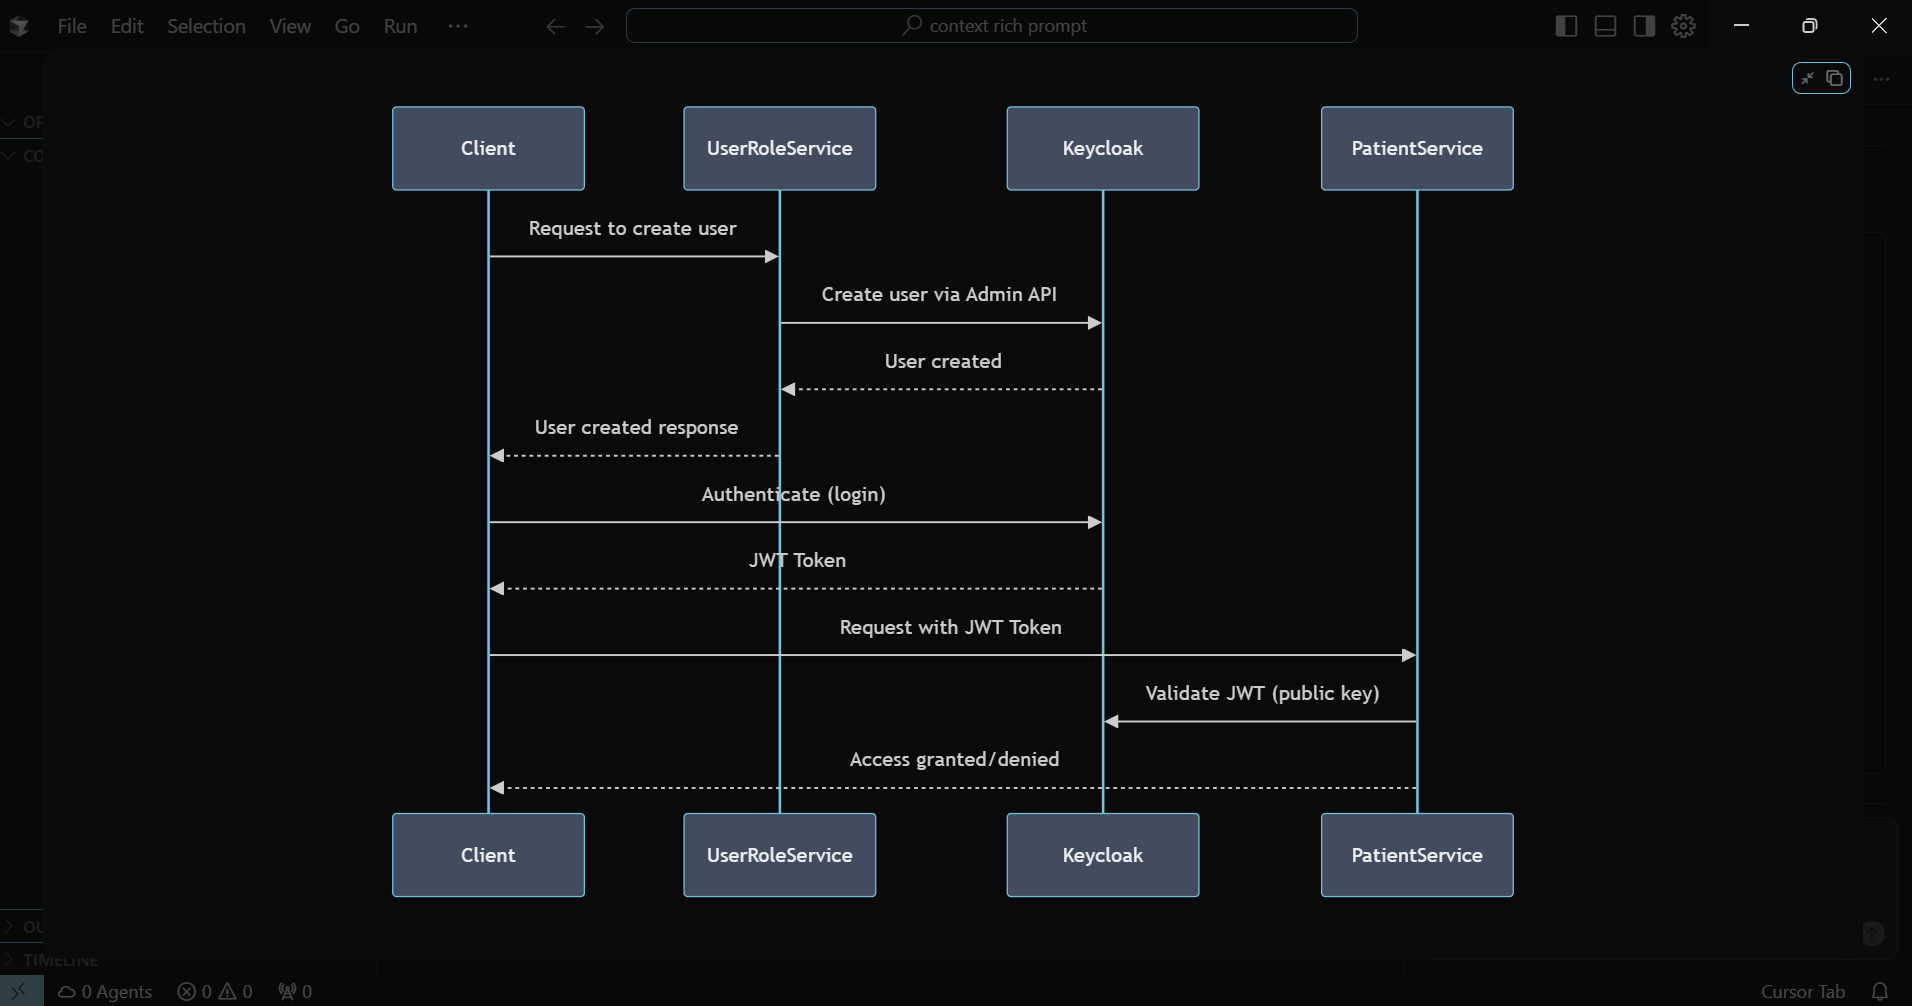 File Edit Selection View Go Run ···
context rich prompt
OP
CO
Client UserRoleService Keycloak PatientService
Request to create user
Create user via Admin API
User created
User created response
Authenticate (login)
JWT Token
Request with JWT Token
Validate JWT (public key)
Access granted/denied
Client UserRoleService Keycloak PatientService
OU
TIMELINE
0 Agents 0 0 0 Cursor Tab